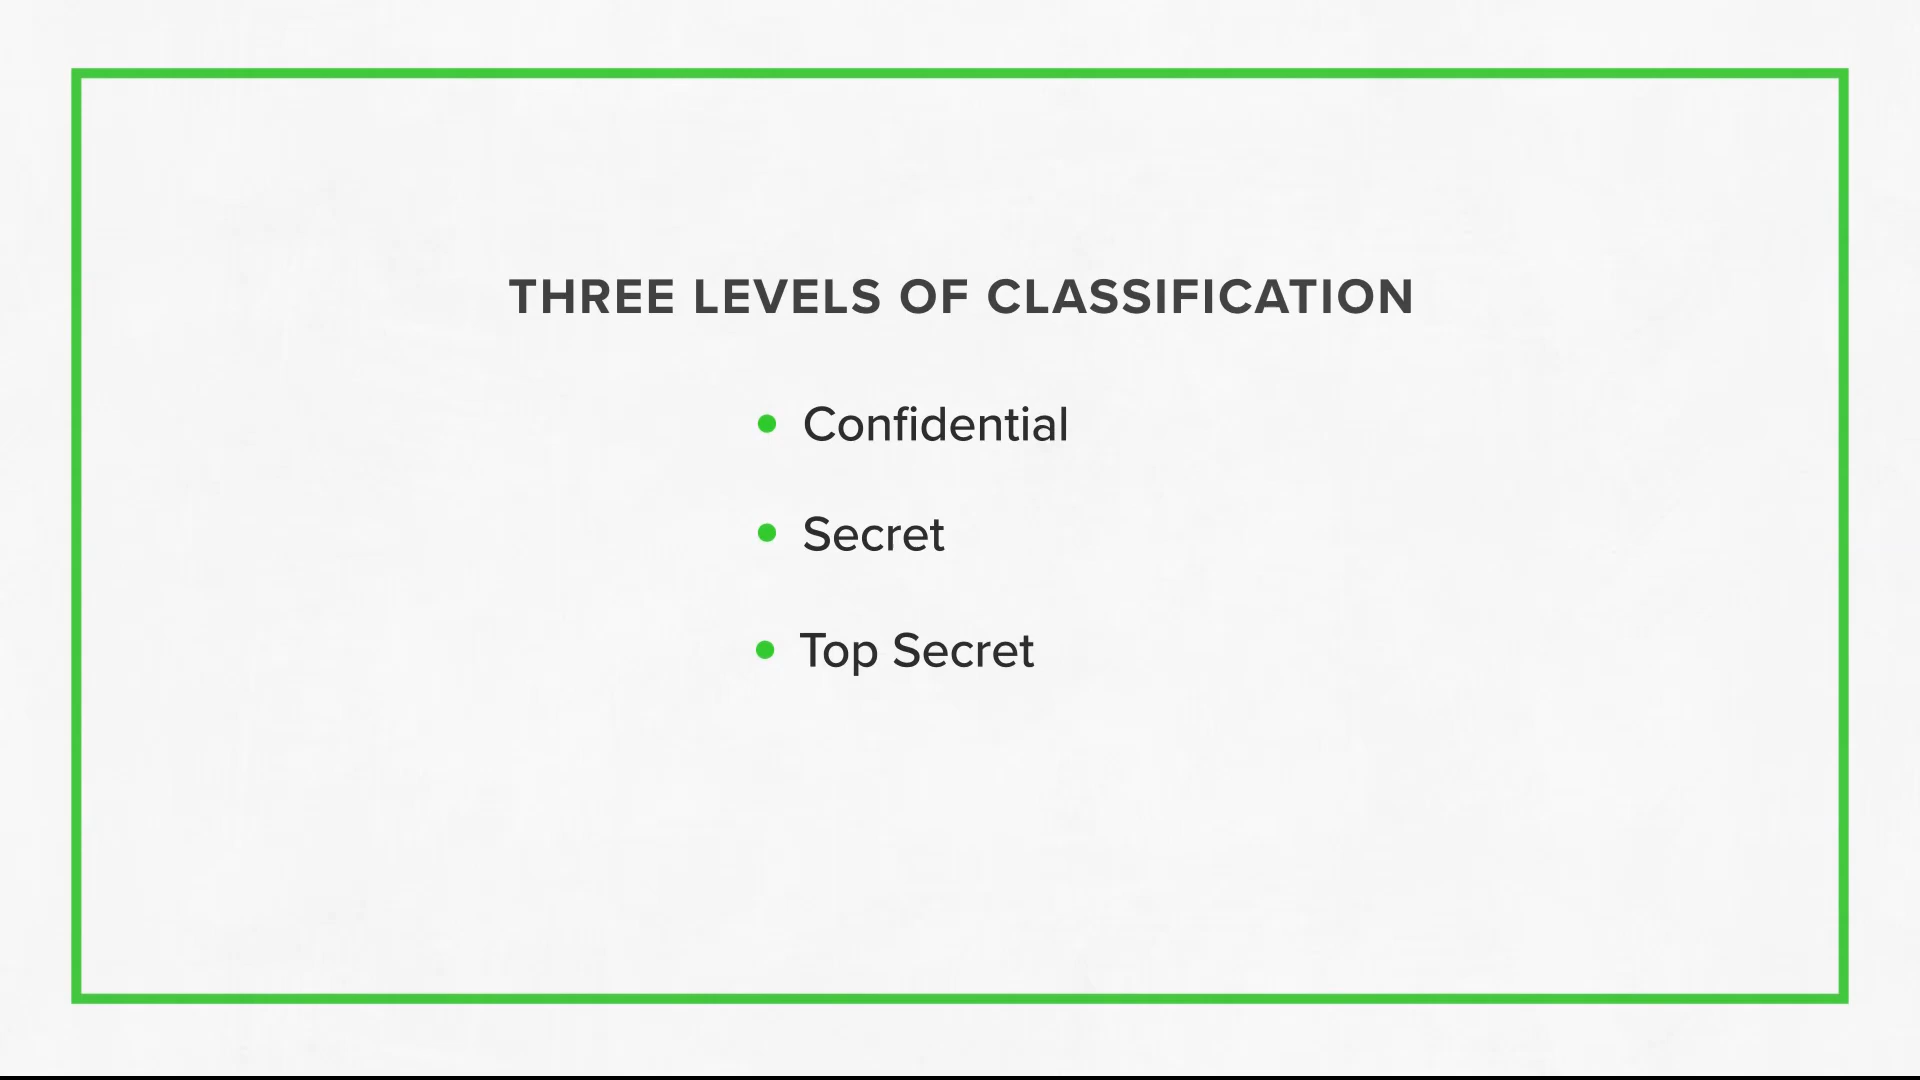 THREE LEVELS OF CLASSIFICATION
Confidential
Secret
Top Secret